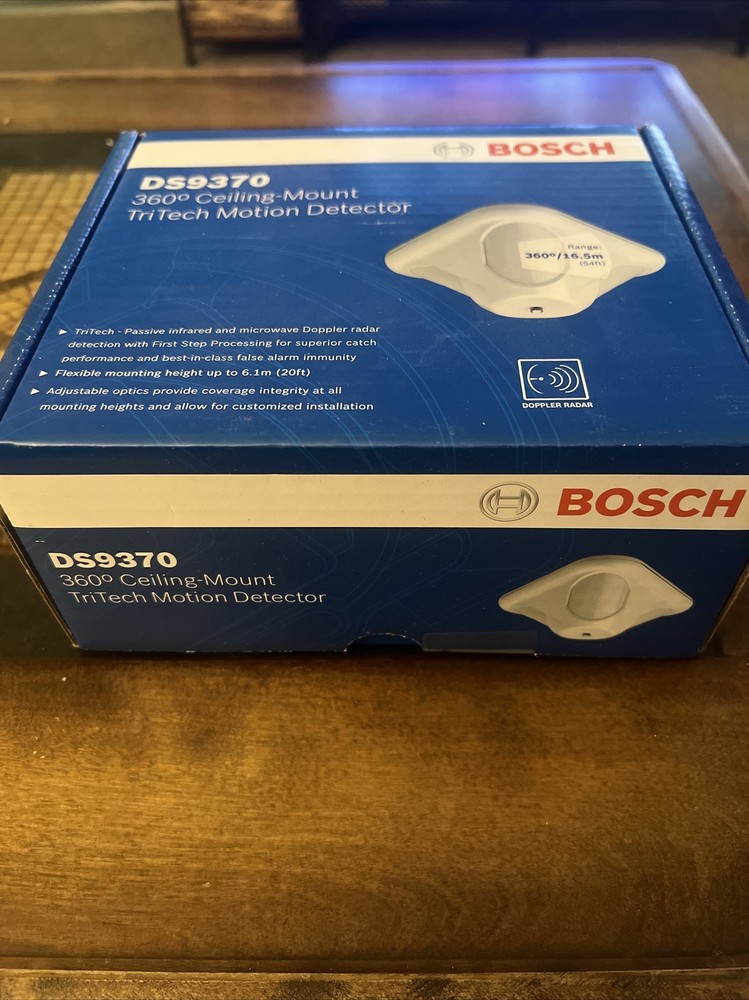 BOSCH
DS9370
360º Ceiling-Mount
TriTech Motion Detector
Range:
360º/16.5m
(54ft)
► TriTech - Passive infrared and microwave Doppler radar
detection with First Step Processing for superior catch
performance and best-in-class false alarm immunity
► Flexible mounting height up to 6.1m (20ft)
► Adjustable optics provide coverage integrity at all
mounting heights and allow for customized installation
DOPPLER RADAR
BOSCH
DS9370
360º Ceiling-Mount
TriTech Motion Detector